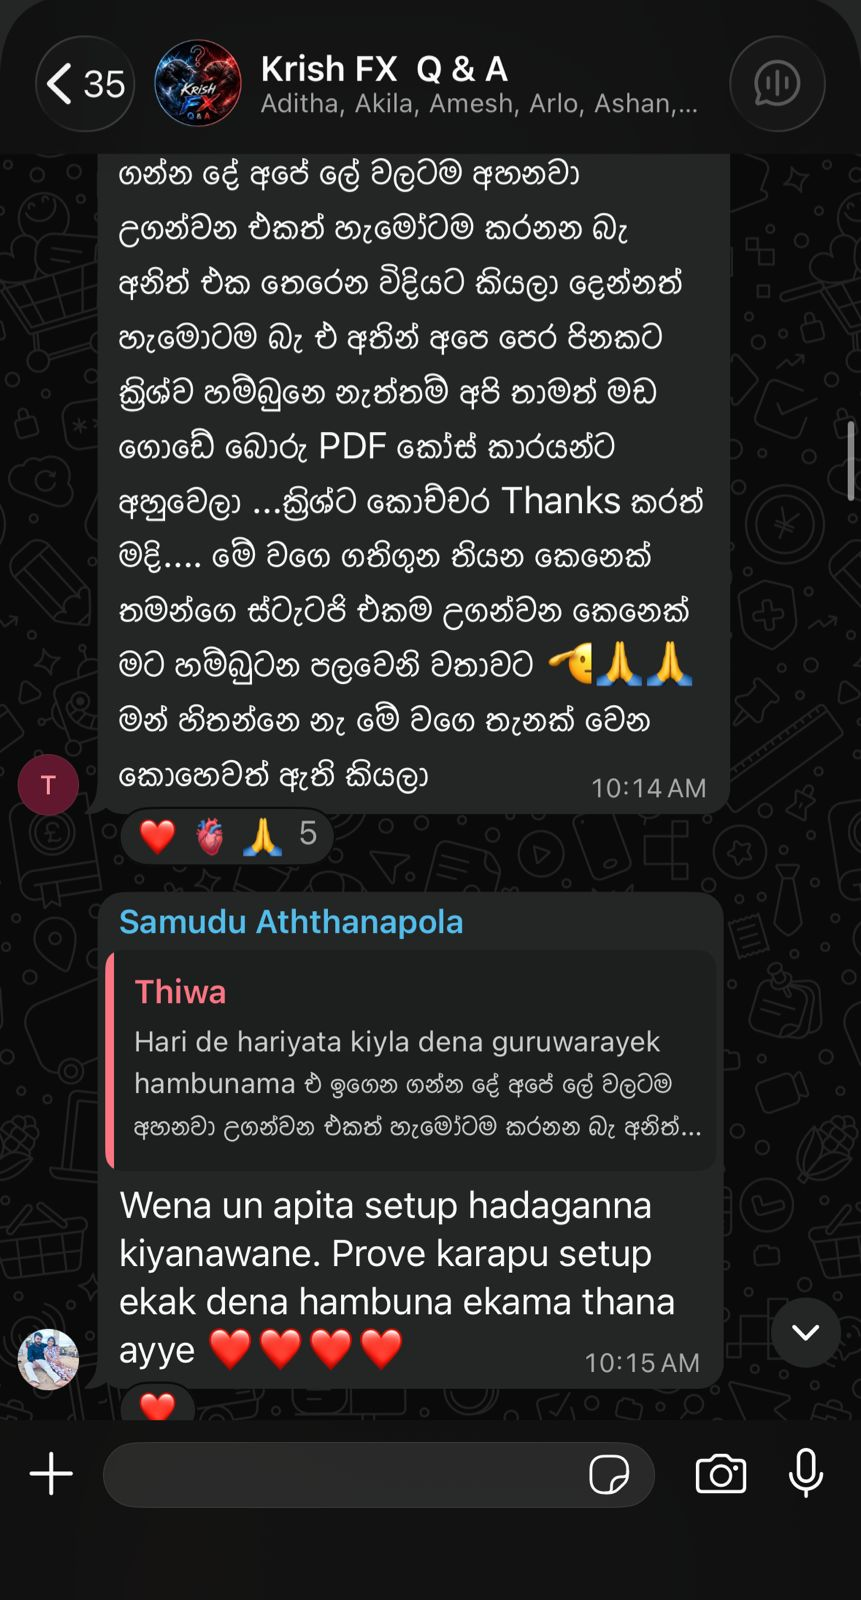 35
Krish FX Q & A
Aditha, Akila, Amesh, Arlo, Ashan,...
KRISH
FX
Q & A
ගන්න දේ අපේ ලේ වලටම අහනවා
උගන්වන එකත් හැමෝටම කරනන බැ
අනිත් එක තෙරෙන විදියට කියලා දෙන්නත්
හැමොටම බැ එ අතින් අපෙ පෙර පිනකට
ක්‍රිශ්ව හම්බුනෙ නැත්තම් අපි තාමත් මඩ
ගොඩේ බොරු PDF කෝස් කාරයන්ට
අහුවෙලා ...ක්‍රිශ්ට කොච්චර Thanks කරත්
මදි.... මේ වගෙ ගතිගුන තියන කෙනෙක්
තමන්ගෙ ස්ටැටජි එකම උගන්වන කෙනෙක්
මට හම්බුටන පලවෙනි වතාවට 🫡🙏🙏
මන් හිතන්නෙ නැ මේ වගෙ තැනක් වෙන
කොහෙවත් ඇති කියලා
10:14 AM
T
❤️ 🫀 🙏 5
Samudu Aththanapola
Thiwa
Hari de hariyata kiyla dena guruwarayek
hambunama එ ඉගෙන ගන්න දේ අපේ ලේ වලටම
අහනවා උගන්වන එකත් හැමෝටම කරනන බැ අනිත්...
Wena un apita setup hadaganna
kiyanawane. Prove karapu setup
ekak dena hambuna ekama thana
ayye ❤️❤️❤️❤️
10:15 AM
❤️